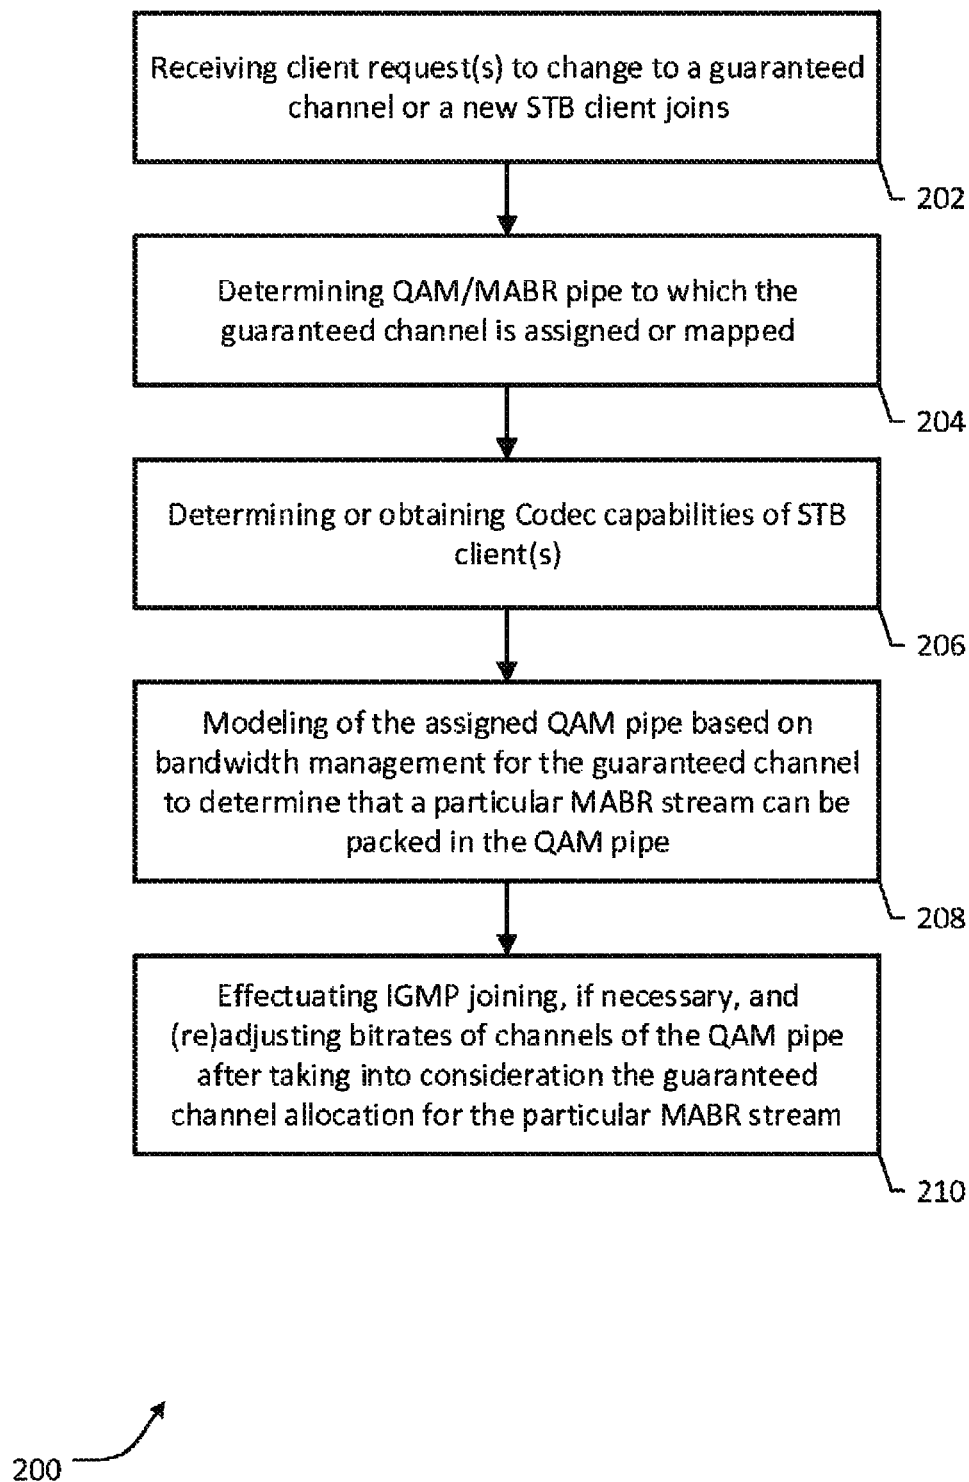 Receiving client request(s) to change to a guaranteed
channel or a new STB client joins
202
Determining QAM/MABR pipe to which the
guaranteed channel is assigned or mapped
204
Determining or obtaining Codec capabilities of STB
client(s)
206
Modeling of the assigned QAM pipe based on
bandwidth management for the guaranteed channel
to determine that a particular MABR stream can be
packed in the QAM pipe
208
Effectuating IGMP joining, if necessary, and
(re)adjusting bitrates of channels of the QAM pipe
after taking into consideration the guaranteed
channel allocation for the particular MABR stream
210
200